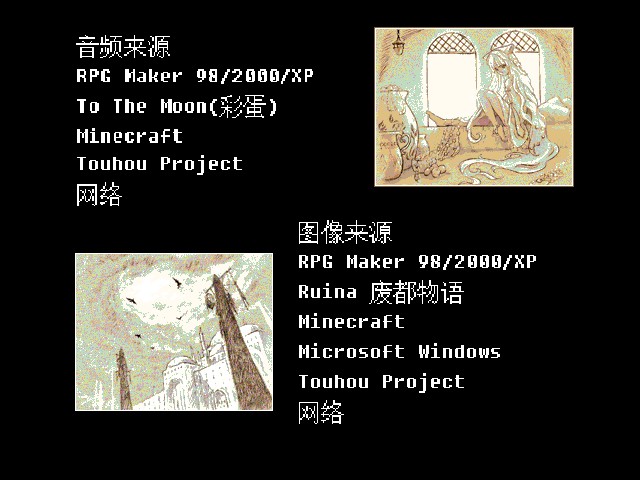 音频来源
RPG Maker 98/2000/XP
To The Moon(彩蛋)
Minecraft
Touhou Project
网络
图像来源
RPG Maker 98/2000/XP
Ruina 废都物语
Minecraft
Microsoft Windows
Touhou Project
网络